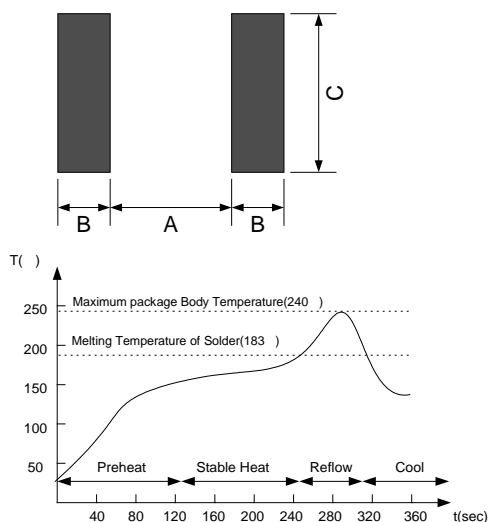 C
B A B
T( )
250
Maximum package Body Temperature(240 )
200
Melting Temperature of Solder(183 )
150
100
50
Preheat Stable Heat Reflow Cool
40 80 120 160 200 240 280 320 360 t(sec)